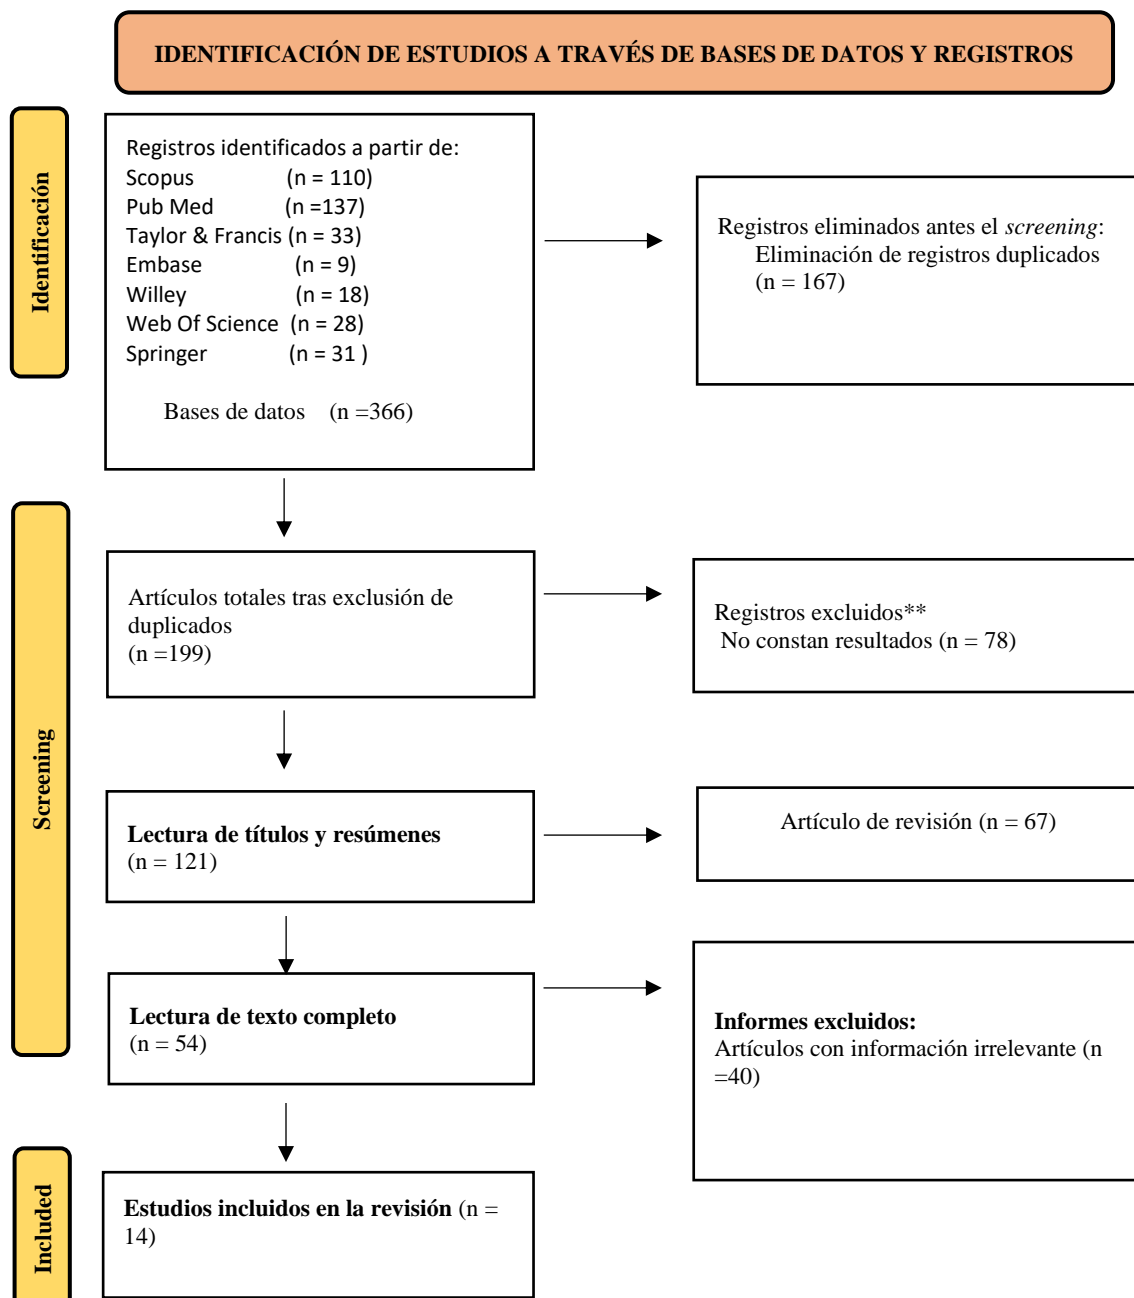 IDENTIFICACIÓN DE ESTUDIOS A TRAVÉS DE BASES DE DATOS Y REGISTROS
Identificación
Registros identificados a partir de:
Scopus (n = 110)
Pub Med (n =137)
Taylor & Francis (n = 33)
Embase (n = 9)
Willey (n = 18)
Web Of Science (n = 28)
Springer (n = 31 )
Bases de datos (n =366)
Registros eliminados antes el screening:
Eliminación de registros duplicados
(n = 167)
Screening
Artículos totales tras exclusión de
duplicados
(n =199)
Registros excluidos**
No constan resultados (n = 78)
Lectura de títulos y resúmenes
(n = 121)
Artículo de revisión (n = 67)
Lectura de texto completo
(n = 54)
Informes excluidos:
Artículos con información irrelevante (n
=40)
Included
Estudios incluidos en la revisión (n =
14)